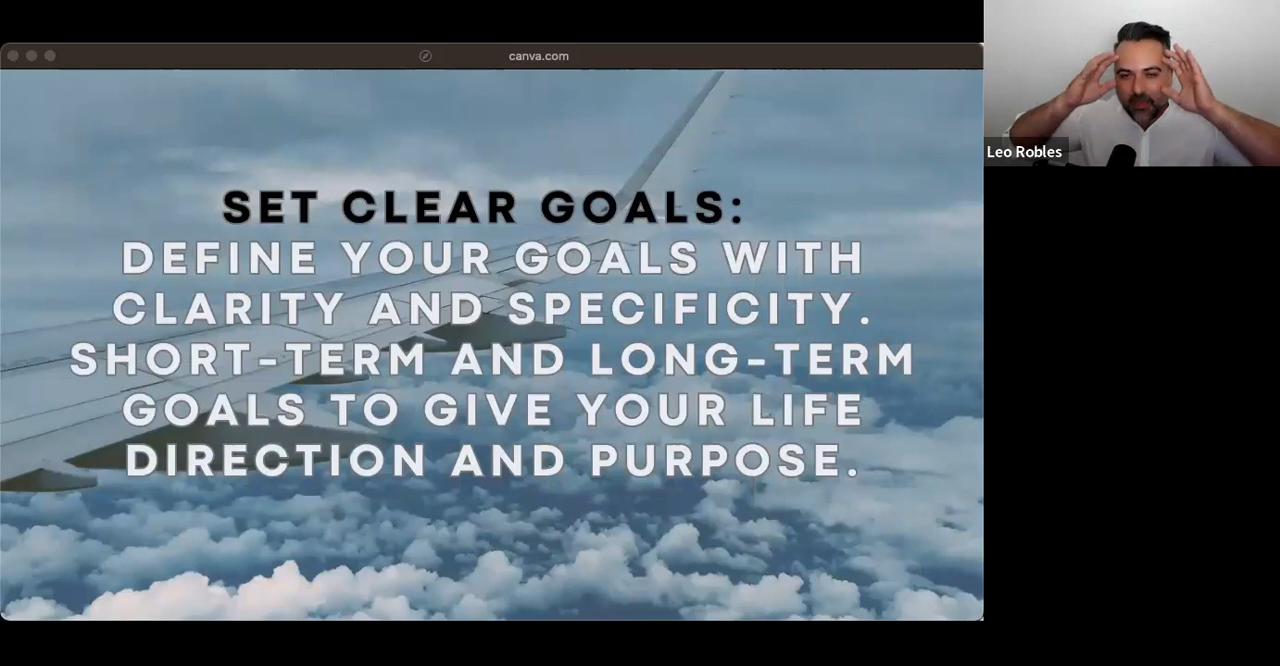 canva.com
SET CLEAR GOALS:
DEFINE YOUR GOALS WITH
CLARITY AND SPECIFICITY.
SHORT-TERM AND LONG-TERM
GOALS TO GIVE YOUR LIFE
DIRECTION AND PURPOSE.
Leo Robles